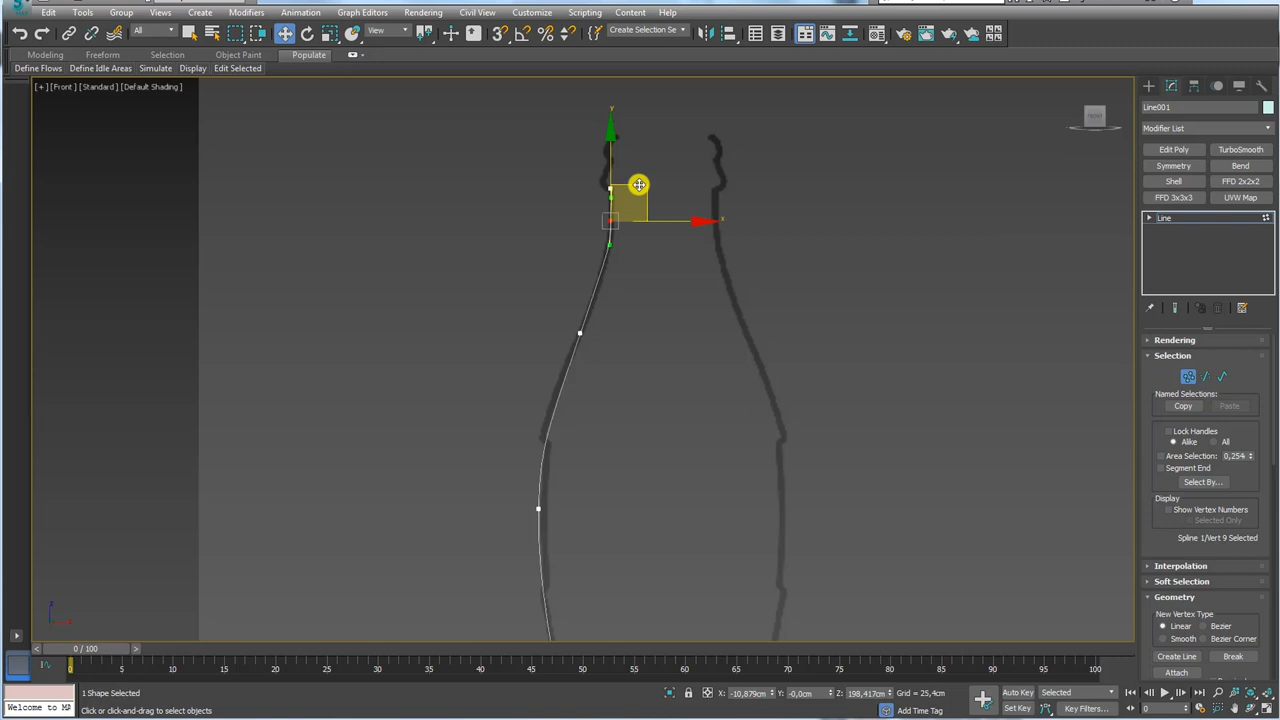 Edit Tools Group Views Create Modifiers Animation Graph Editors Rendering Civil View Customize Scripting Content Help
All View Create Selection Se
Modeling Freeform Selection Object Paint Populate
Define Flows Define Idle Areas Simulate Display Edit Selected
[+] [Front] [Standard] [Default Shading]
y
x
FRONT
Line001
Modifier List
Edit Poly TurboSmooth
Symmetry Bend
Shell FFD 2x2x2
FFD 3x3x3 UVW Map
Line
Rendering
Selection
Named Selections:
Copy Paste
Lock Handles
Alike All
Area Selection: 0,254
Segment End
Select By...
Display
Show Vertex Numbers
Selected Only
Spline 1/Vert 9 Selected
Interpolation
Soft Selection
Geometry
New Vertex Type
Linear Bezier
Smooth Bezier Corner
Create Line Break
Attach
z
x
< 0 / 100 >
0 5 10 15 20 25 30 35 40 45 50 55 60 65 70 75 80 85 90 95 100
1 Shape Selected X: -10,879cm Y: -0,0cm Z: 198,417cm Grid = 25,4cm Auto Key Selected
Welcome to MA Click or click-and-drag to select objects Add Time Tag Set Key Key Filters... 0